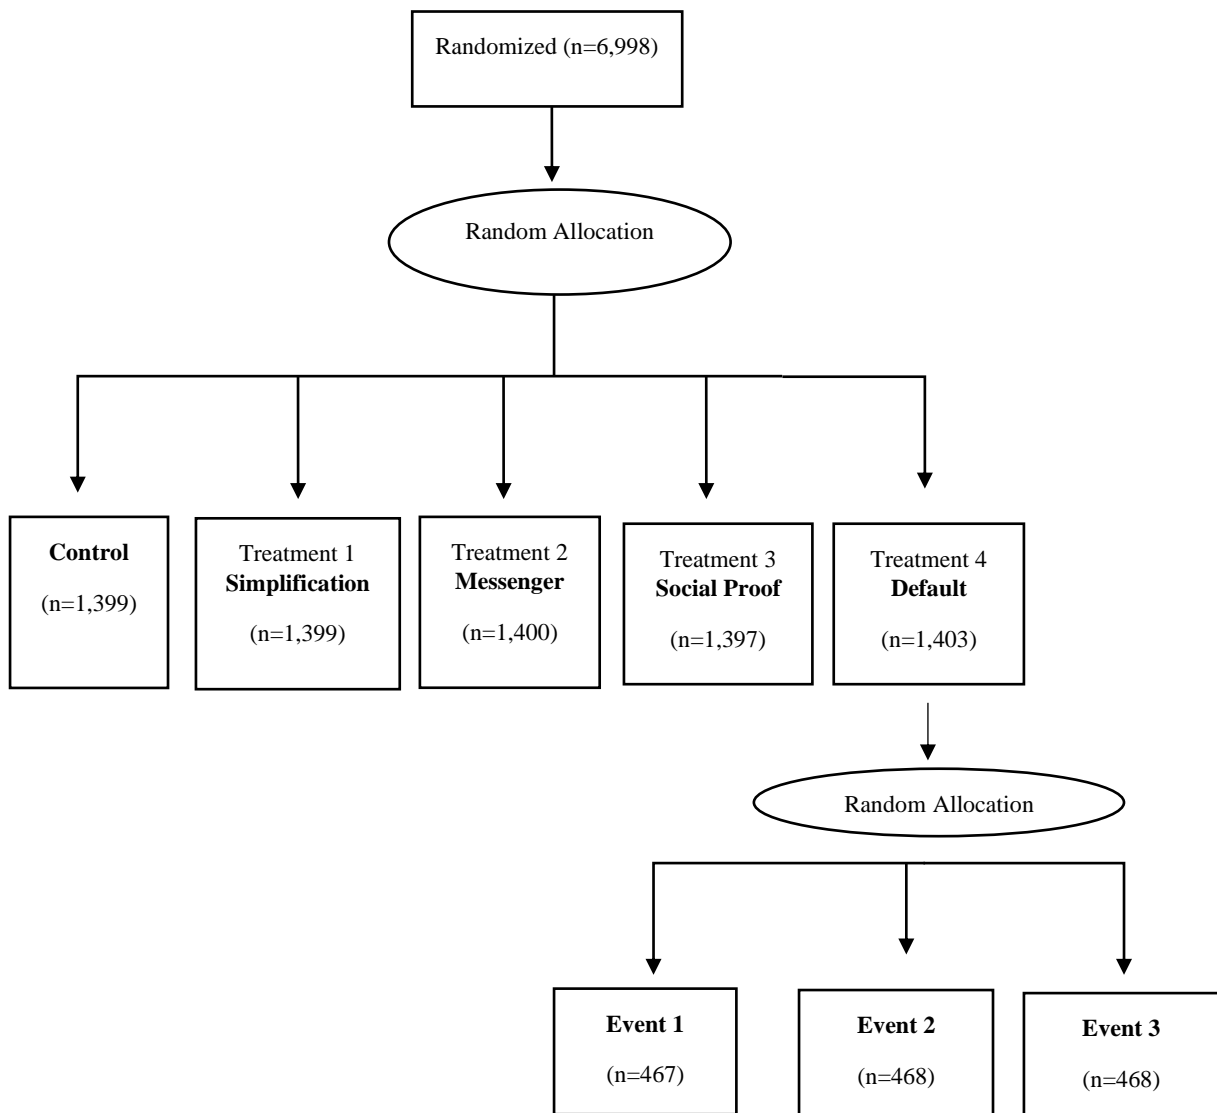 Randomized (n=6,998)
Random Allocation
Control
(n=1,399)
Treatment 1
Simplification
(n=1,399)
Treatment 2
Messenger
(n=1,400)
Treatment 3
Social Proof
(n=1,397)
Treatment 4
Default
(n=1,403)
Random Allocation
Event 1
(n=467)
Event 2
(n=468)
Event 3
(n=468)